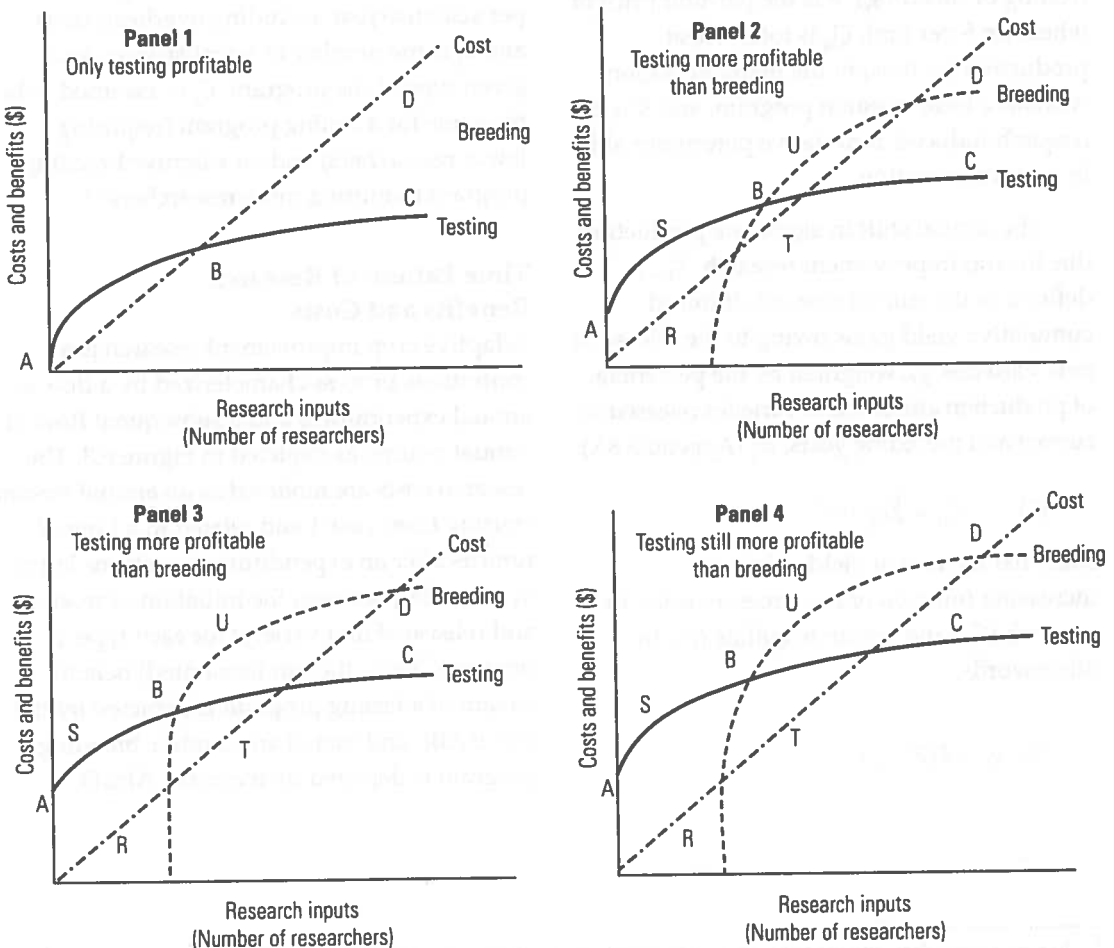 Panel 1
Only testing profitable
Cost
D
Breeding
C
Testing
B
A
Costs and benefits ($)
Research inputs
(Number of researchers)
Panel 2
Testing more profitable
than breeding
Cost
D
Breeding
U
C
Testing
B
S
T
R
A
Costs and benefits ($)
Research inputs
(Number of researchers)
Panel 3
Testing more profitable
than breeding
Cost
Breeding
D
U
C
Testing
B
S
T
A
R
Costs and benefits ($)
Research inputs
(Number of researchers)
Panel 4
Testing still more profitable
than breeding
Cost
D
Breeding
U
C
Testing
B
S
T
A
R
Costs and benefits ($)
Research inputs
(Number of researchers)